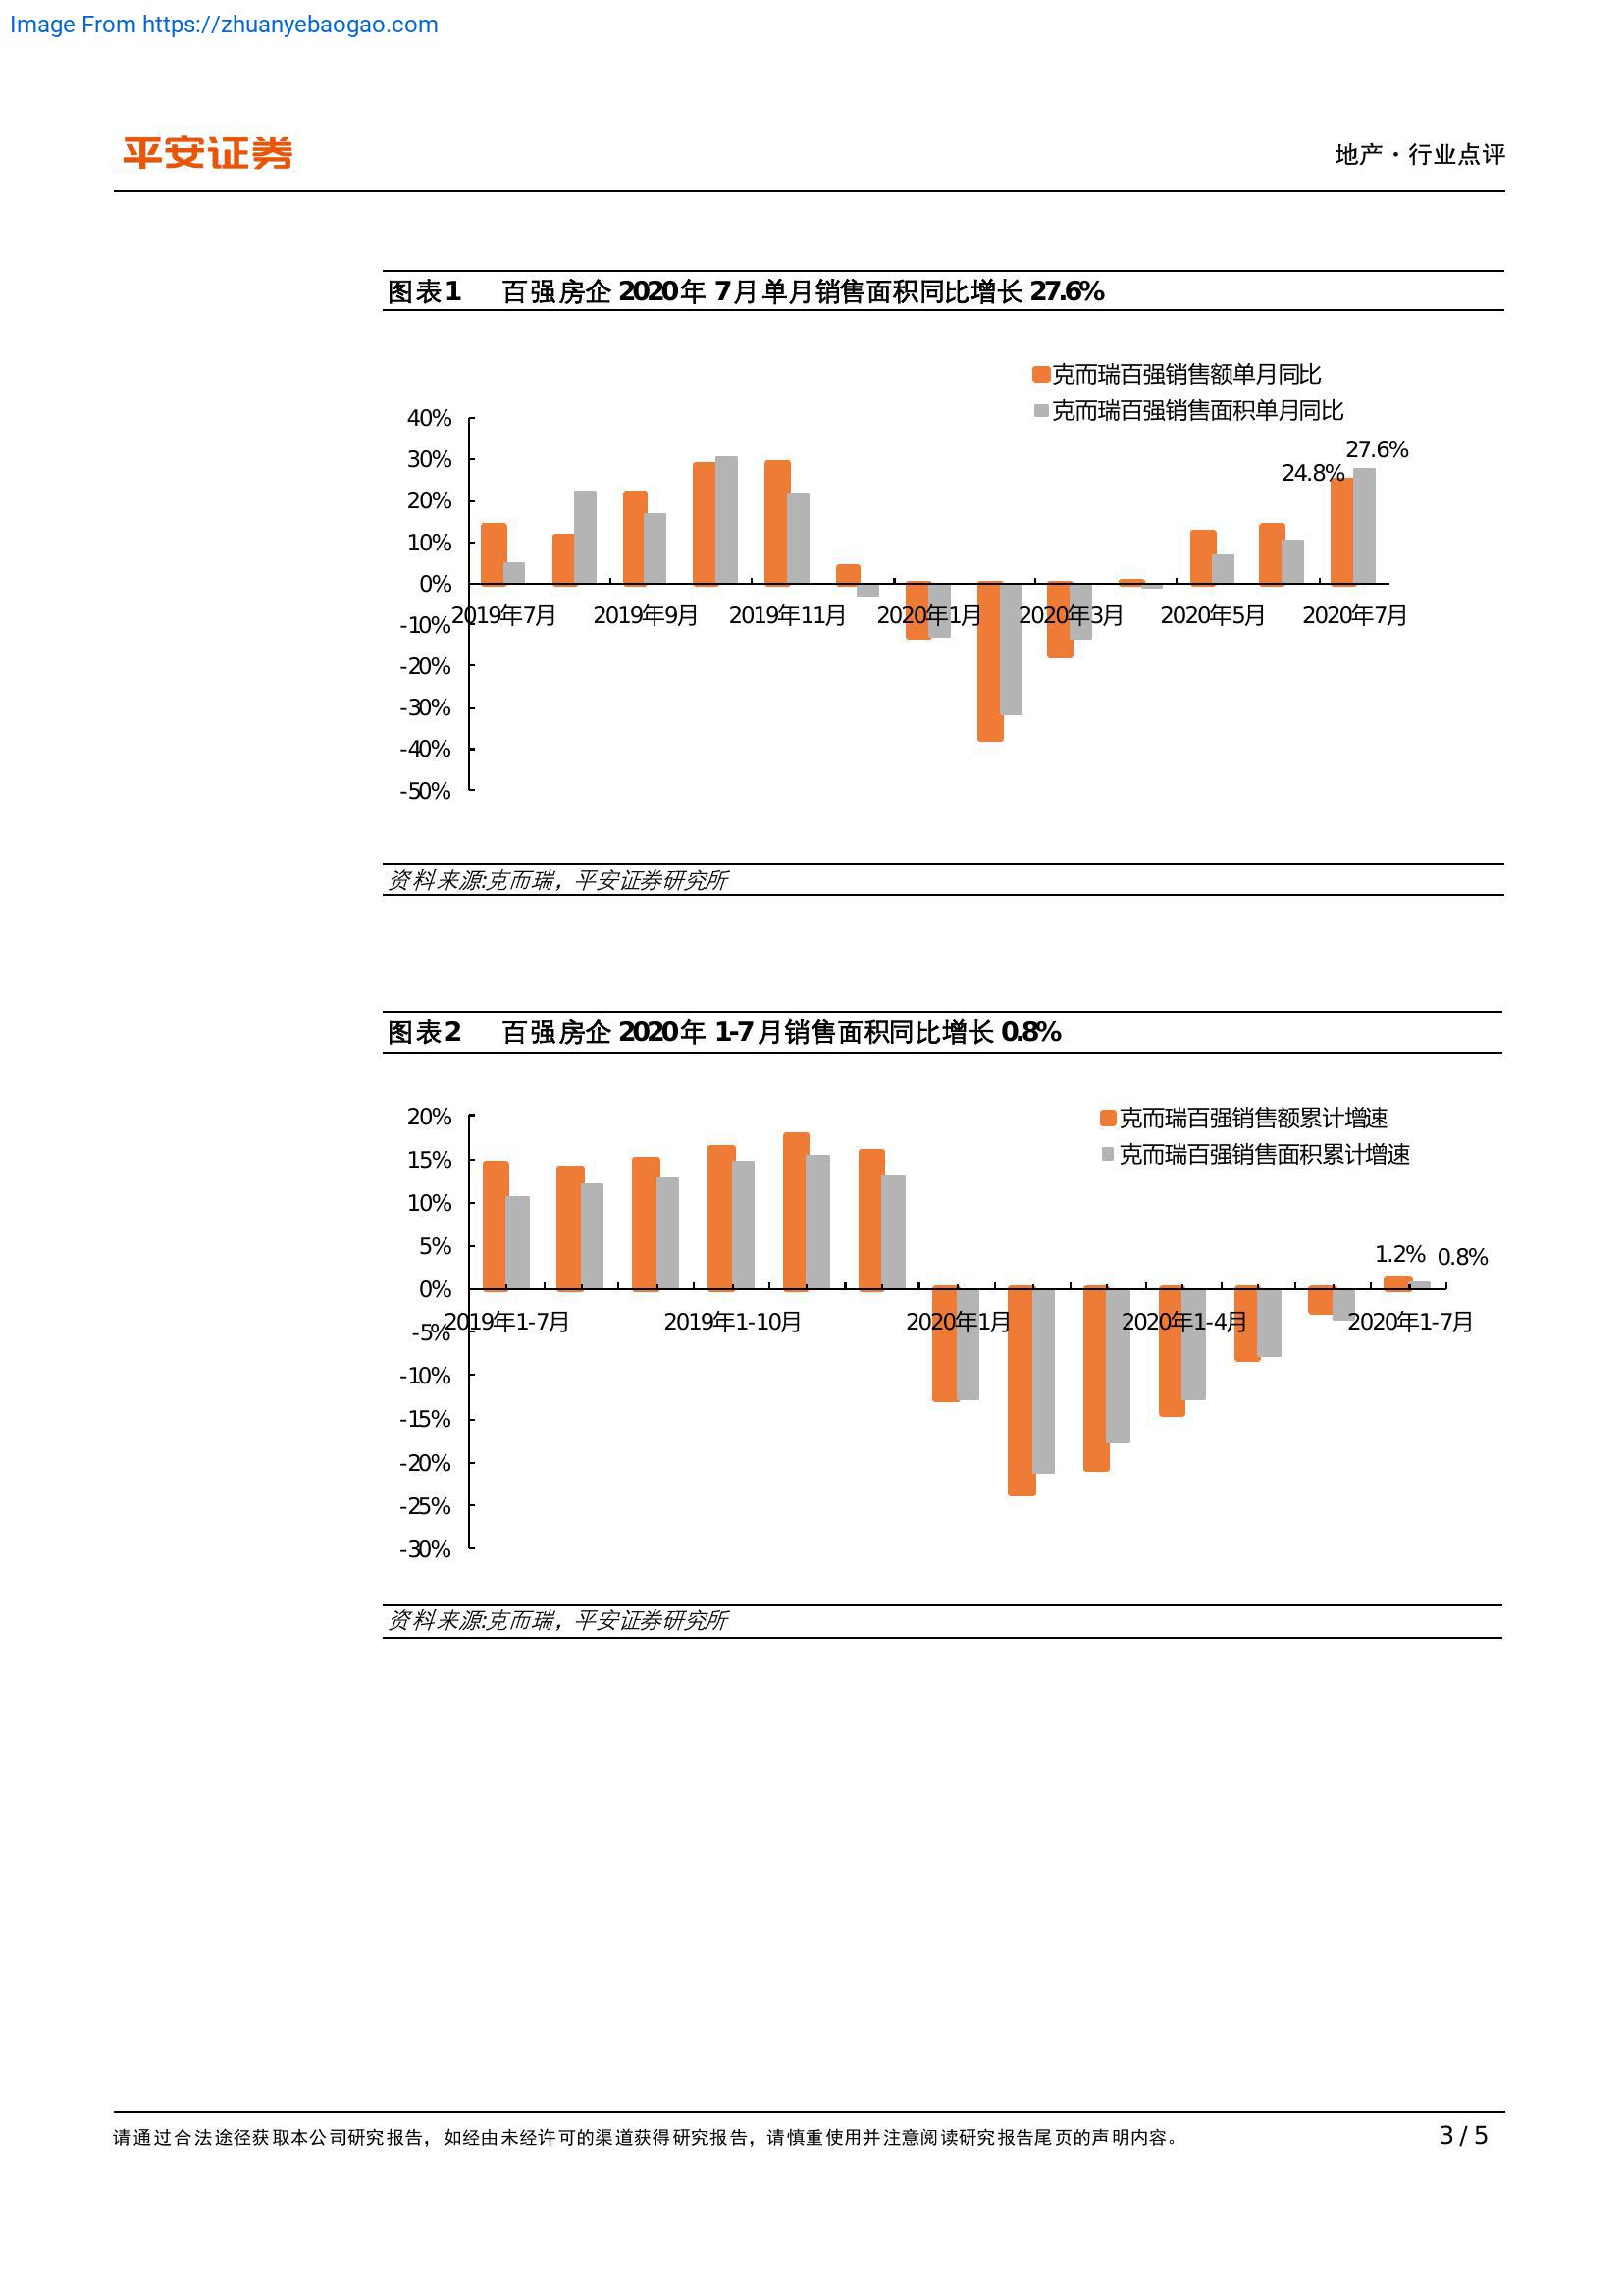 Image From https://zhuanyebaogao.com
平安证券
地产·行业点评
图表1 百强房企 2020年 7月单月销售面积同比增长 27.6%
克而瑞百强销售额单月同比
克而瑞百强销售面积单月同比
40%
30%
20%
10%
0%
-10%
-20%
-30%
-40%
-50%
24.8%
27.6%
2019年7月 2019年9月 2019年11月 2020年1月 2020年3月 2020年5月 2020年7月
资料来源:克而瑞，平安证券研究所
图表2 百强房企 2020年 1-7月销售面积同比增长 0.8%
克而瑞百强销售额累计增速
克而瑞百强销售面积累计增速
20%
15%
10%
5%
0%
-5%
-10%
-15%
-20%
-25%
-30%
1.2% 0.8%
2019年1-7月 2019年1-10月 2020年1月 2020年1-4月 2020年1-7月
资料来源:克而瑞，平安证券研究所
请通过合法途径获取本公司研究报告，如经由未经许可的渠道获得研究报告，请慎重使用并注意阅读研究报告尾页的声明内容。
3 / 5